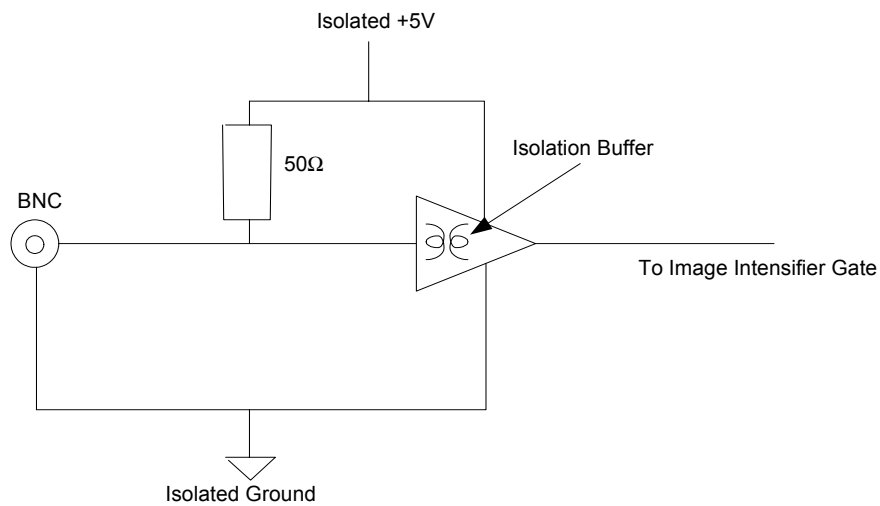 Isolated +5V
Isolation Buffer
50Ω
BNC
To Image Intensifier Gate
Isolated Ground